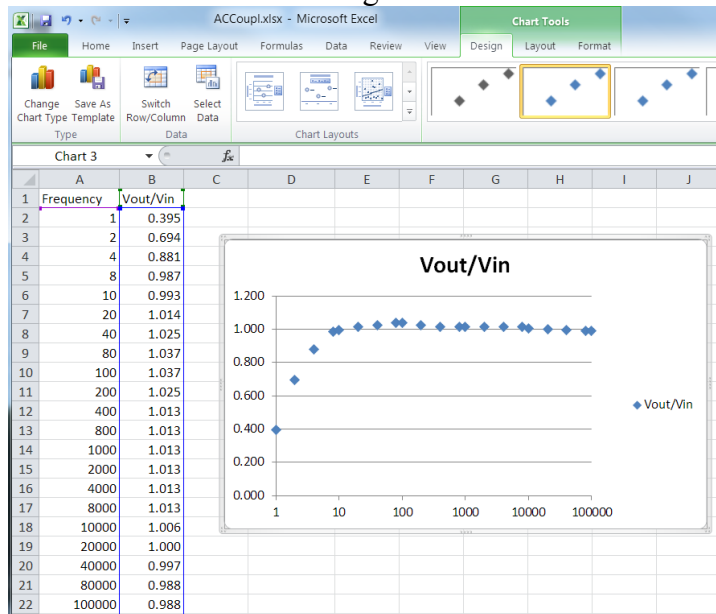 ACCoupl.xlsx - Microsoft Excel
Chart Tools
File Home Insert Page Layout Formulas Data Review View Design Layout Format
Change Chart Type
Save As Template
Switch Row/Column
Select Data
Type Data Chart Layouts
Chart 3 fx
A B C D E F G H I J
1 Frequency Vout/Vin
2 1 0.395
3 2 0.694
4 4 0.881
5 8 0.987
6 10 0.993
7 20 1.014
8 40 1.025
9 80 1.037
10 100 1.037
11 200 1.025
12 400 1.013
13 800 1.013
14 1000 1.013
15 2000 1.013
16 4000 1.013
17 8000 1.013
18 10000 1.006
19 20000 1.000
20 40000 0.997
21 80000 0.988
22 100000 0.988
Vout/Vin
1.200
1.000
0.800
0.600
0.400
0.200
0.000
1 10 100 1000 10000 100000
Vout/Vin